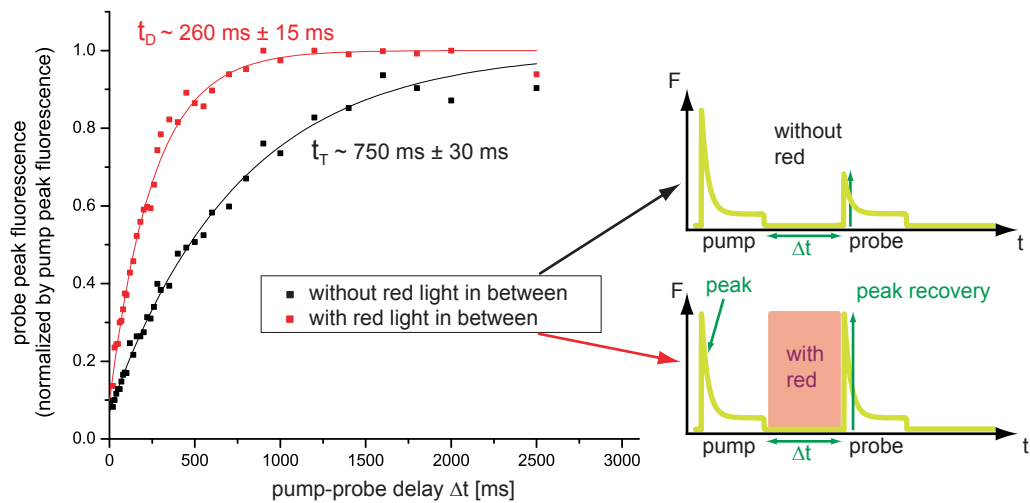 t_D ~ 260 ms ± 15 ms
1.0
0.8
0.6
0.4
0.2
0.0
probe peak fluorescence
(normalized by pump peak fluorescence)
t_T ~ 750 ms ± 30 ms
without red light in between
with red light in between
0
500
1000
1500
2000
2500
3000
pump-probe delay Δt [ms]
F
without
red
pump
Δt
probe
t
F
peak
peak recovery
with
red
pump
Δt
probe
t